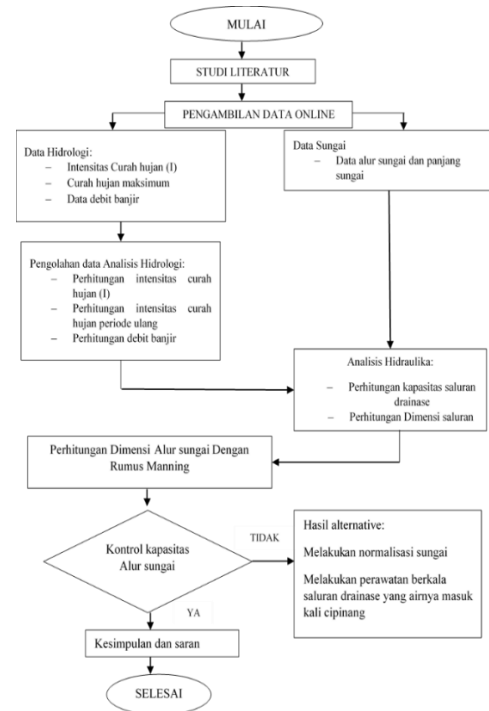 MULAI
STUDI LITERATUR
PENGAMBILAN DATA ONLINE
Data Hidrologi:
– Intensitas Curah hujan (I)
– Curah hujan maksimum
– Data debit banjir
Data Sungai
– Data alur sungai dan panjang
sungai
Pengolahan data Analisis Hidrologi:
– Perhitungan intensitas curah
hujan (I)
– Perhitungan intensitas curah
hujan periode ulang
– Perhitungan debit banjir
Analisis Hidraulika:
– Perhitungan kapasitas saluran
drainase
– Perhitungan Dimensi saluran
Perhitungan Dimensi Alur sungai Dengan
Rumus Manning
Kontrol kapasitas
Alur sungai
TIDAK
Hasil alternative:
Melakukan normalisasi sungai
Melakukan perawatan berkala
saluran drainase yang airnya masuk
kali cipinang
YA
Kesimpulan dan saran
SELESAI